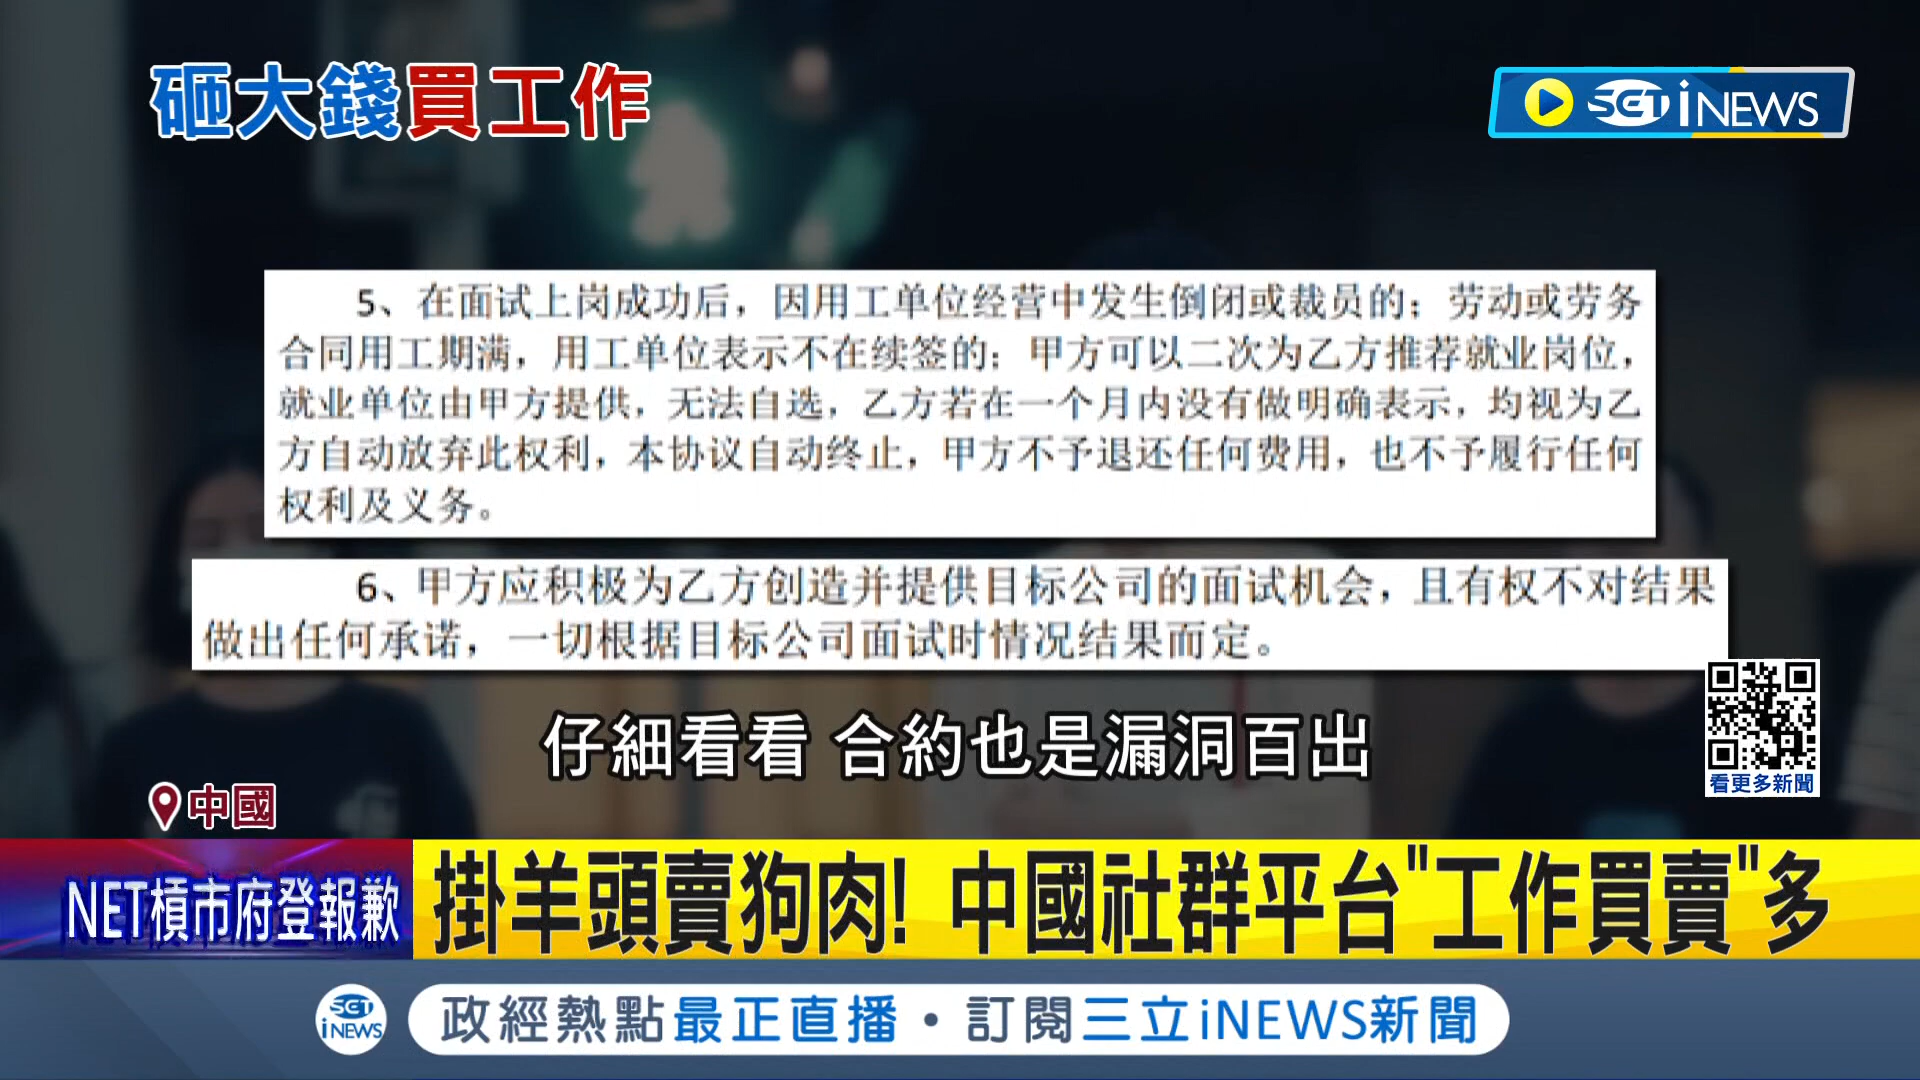 砸大錢買工作
SET iNEWS
5、在面试上岗成功后，因用工单位经营中发生倒闭或裁员的；劳动或劳务
合同用工期满，用工单位表示不在续签的；甲方可以二次为乙方推荐就业岗位，
就业单位由甲方提供，无法自选，乙方若在一个月内没有做明确表示，均视为乙
方自动放弃此权利，本协议自动终止，甲方不予退还任何费用，也不予履行任何
权利及义务。
6、甲方应积极为乙方创造并提供目标公司的面试机会，且有权不对结果
做出任何承诺，一切根据目标公司面试时情况结果而定。
仔細看看 合約也是漏洞百出
看更多新聞
中國
NET槓市府登報歉
掛羊頭賣狗肉! 中國社群平台"工作買賣"多
SET iNEWS
政經熱點最正直播・訂閱三立iNEWS新聞